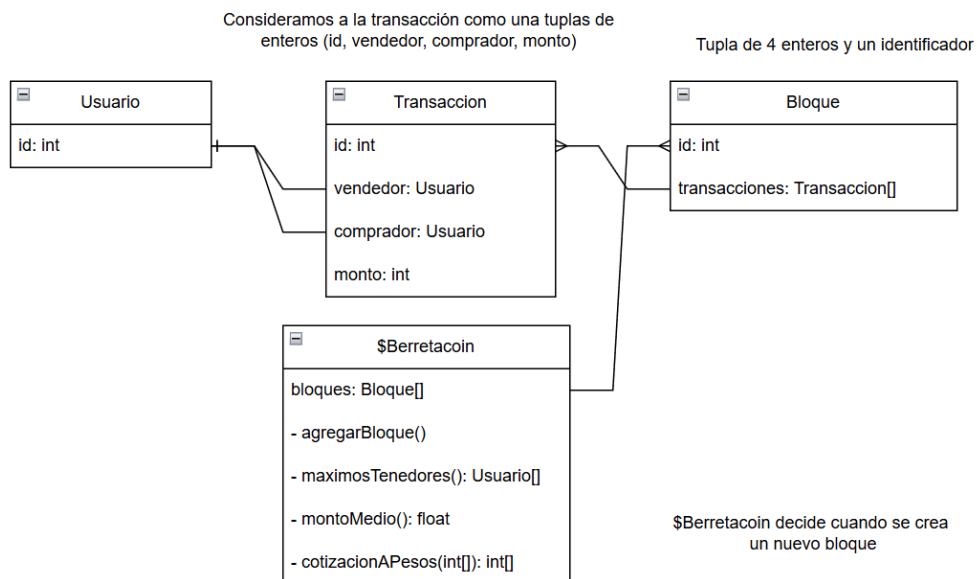 Consideramos a la transacción como una tuplas de
enteros (id, vendedor, comprador, monto)
Tupla de 4 enteros y un identificador
Usuario
id: int
Transaccion
id: int
vendedor: Usuario
comprador: Usuario
monto: int
Bloque
id: int
transacciones: Transaccion[]
$Berretacoin
bloques: Bloque[]
- agregarBloque()
- maximosTenedores(): Usuario[]
- montoMedio(): float
- cotizacionAPesos(int[]): int[]
$Berretacoin decide cuando se crea
un nuevo bloque